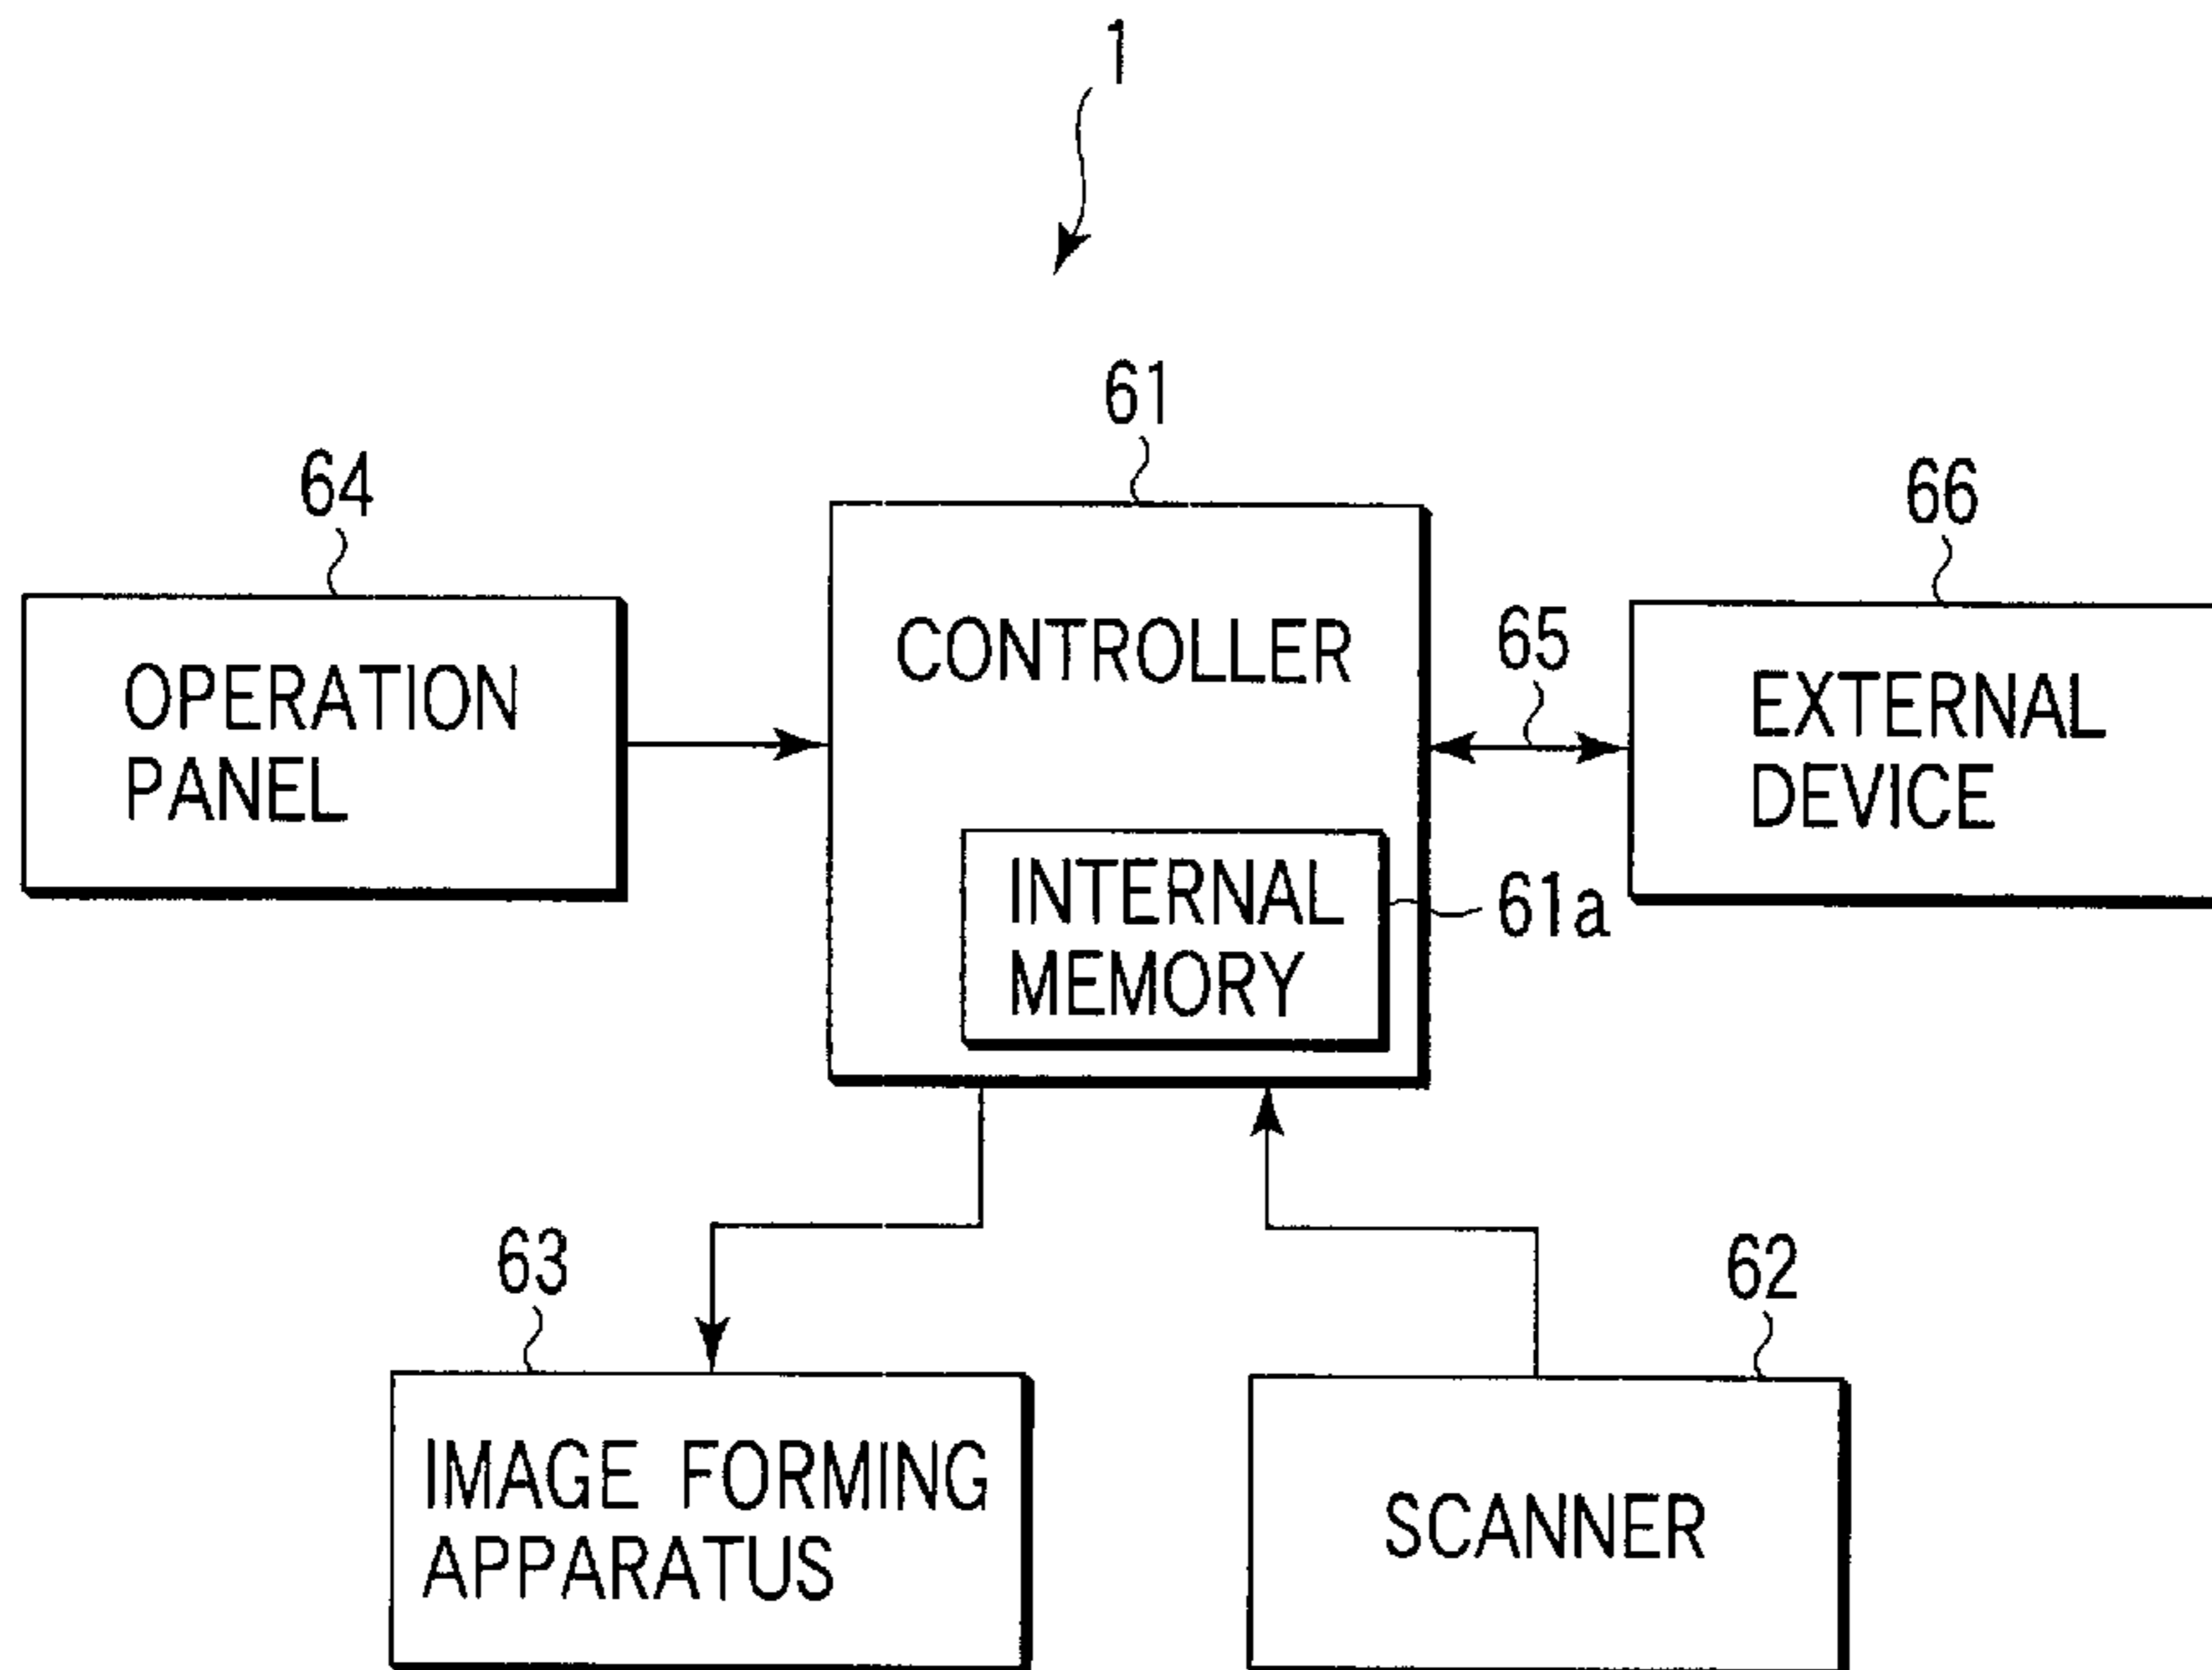 1
61
64
66
CONTROLLER
65
OPERATION
PANEL
EXTERNAL
DEVICE
INTERNAL
MEMORY
61a
63
62
IMAGE FORMING
APPARATUS
SCANNER